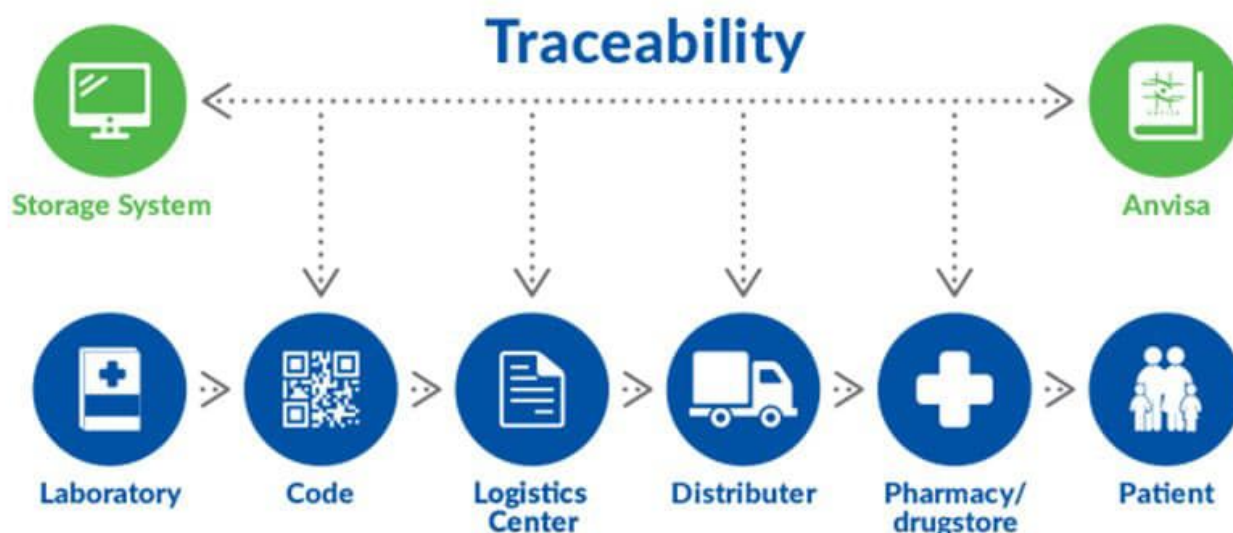 Traceability
Storage System
Anvisa
Laboratory
Code
Logistics
Center
Distributer
Pharmacy/
drugstore
Patient